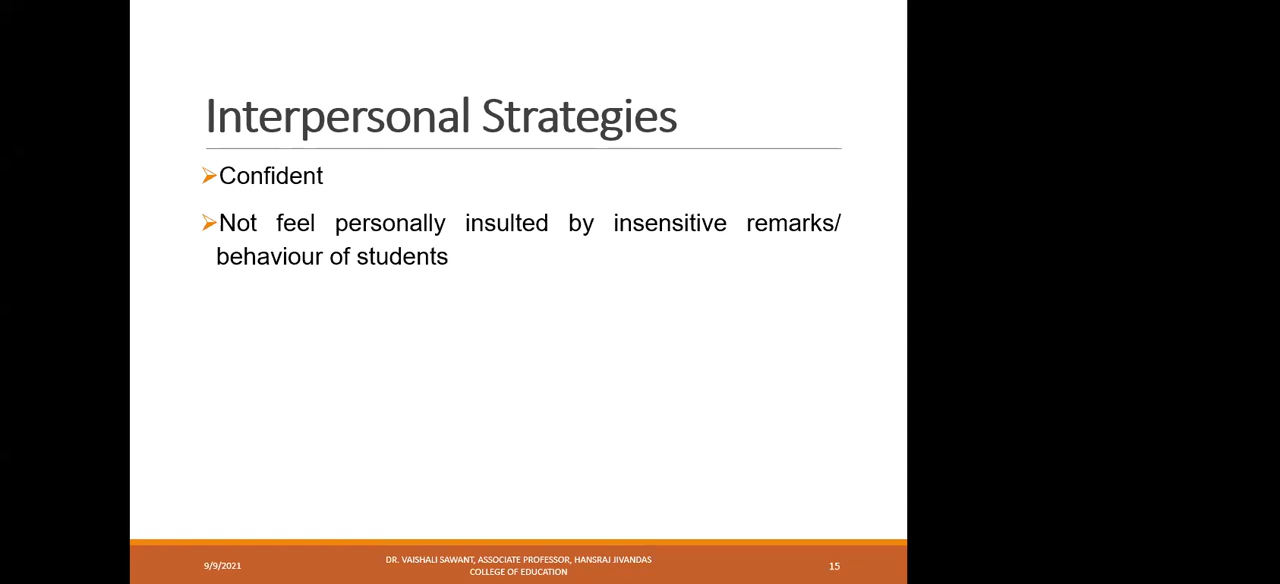 Interpersonal Strategies
Confident
Not feel personally insulted by insensitive remarks/
behaviour of students
9/9/2021
DR. VAISHALI SAWANT, ASSOCIATE PROFESSOR, HANSRAJ JIVANDAS
COLLEGE OF EDUCATION
15